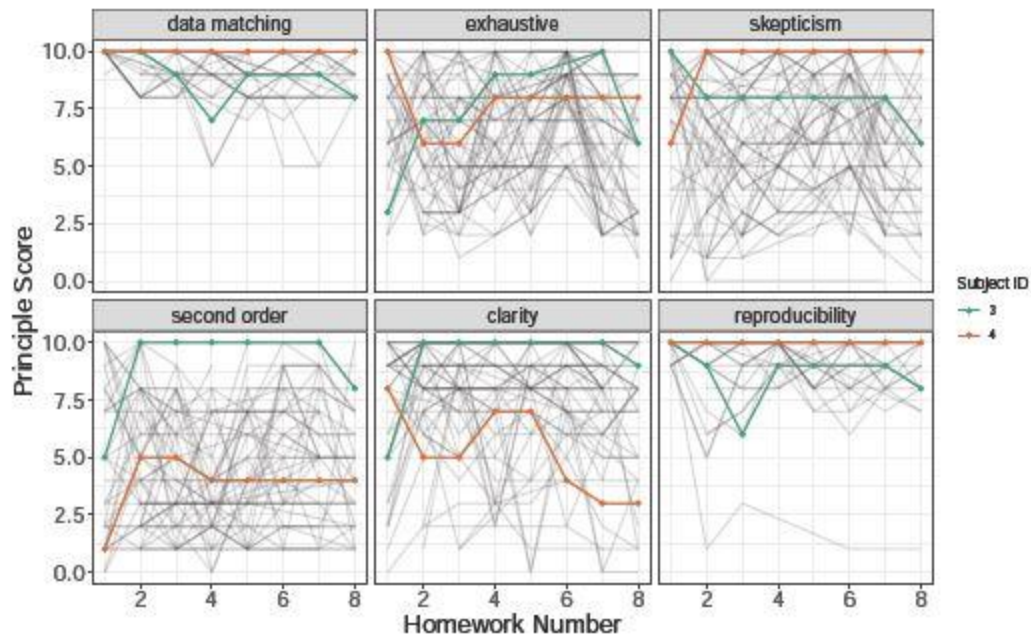 data matching
exhaustive
skepticism
10.0
7.5
5.0
2.5
0.0
second order
clarity
reproducibility
10.0
7.5
5.0
2.5
0.0
2 4 6 8
2 4 6 8
2 4 6 8
Homework Number
Principle Score
Subject ID
3
4